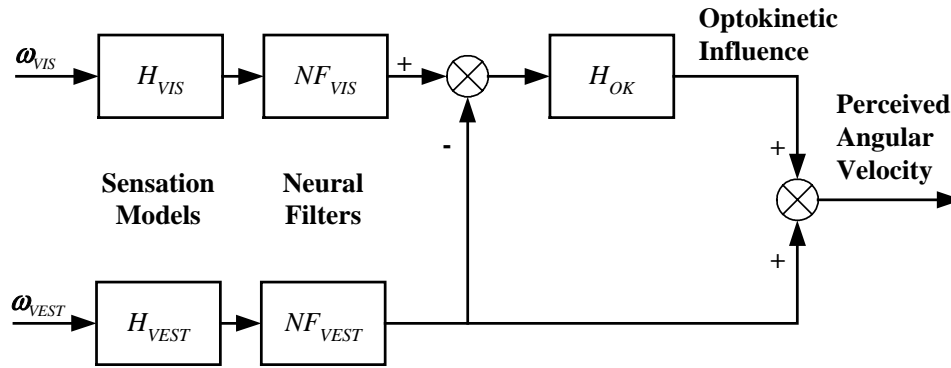 ω_VIS
H_VIS
NF_VIS
+
-
H_OK
Optokinetic
Influence
+
Perceived
Angular
Velocity
Sensation
Models
Neural
Filters
+
ω_VEST
H_VEST
NF_VEST